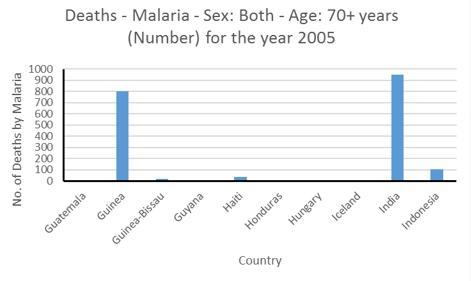 Deaths - Malaria - Sex: Both - Age: 70+ years
(Number) for the year 2005
No. of Deaths by Malaria
1000
900
800
700
600
500
400
300
200
100
0
Guatemala
Guinea
Guinea-Bissau
Guyana
Haiti
Honduras
Hungary
Iceland
India
Indonesia
Country